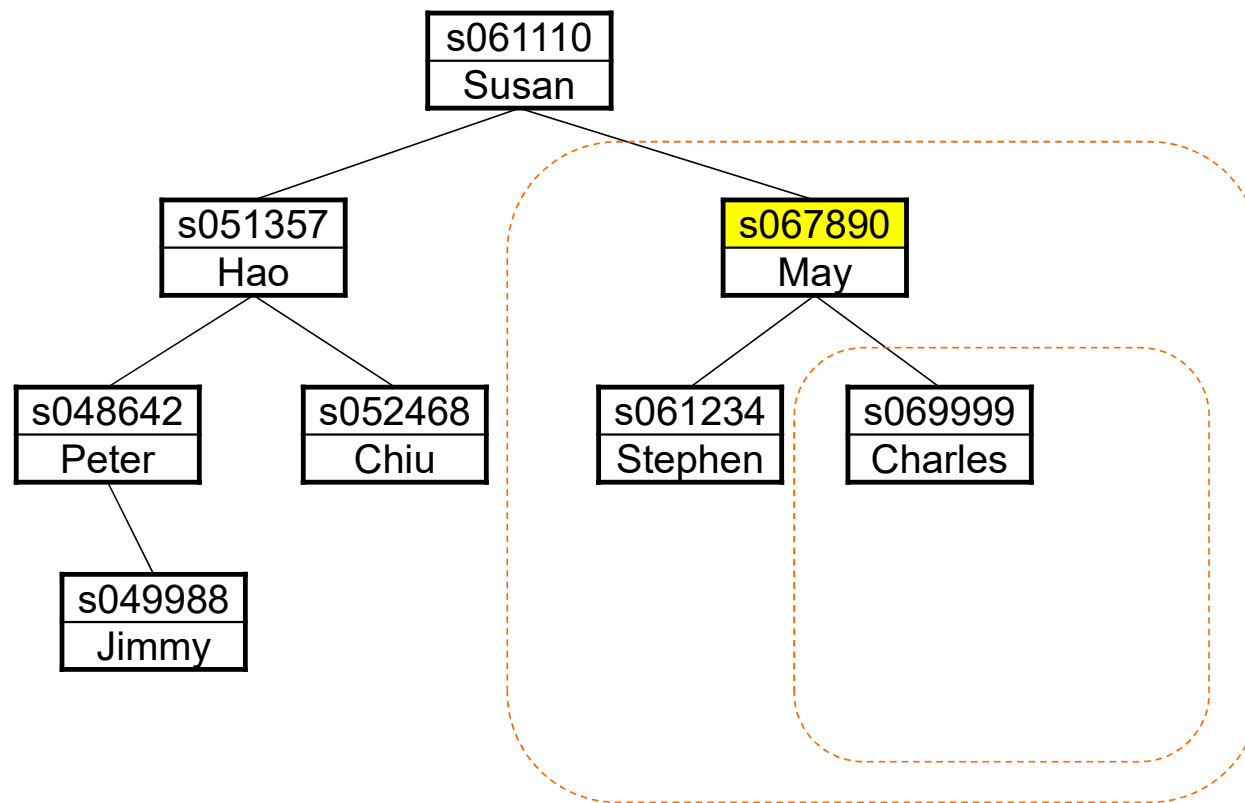 s061110
Susan
s051357
Hao
s067890
May
s048642
Peter
s052468
Chiu
s061234
Stephen
s069999
Charles
s049988
Jimmy